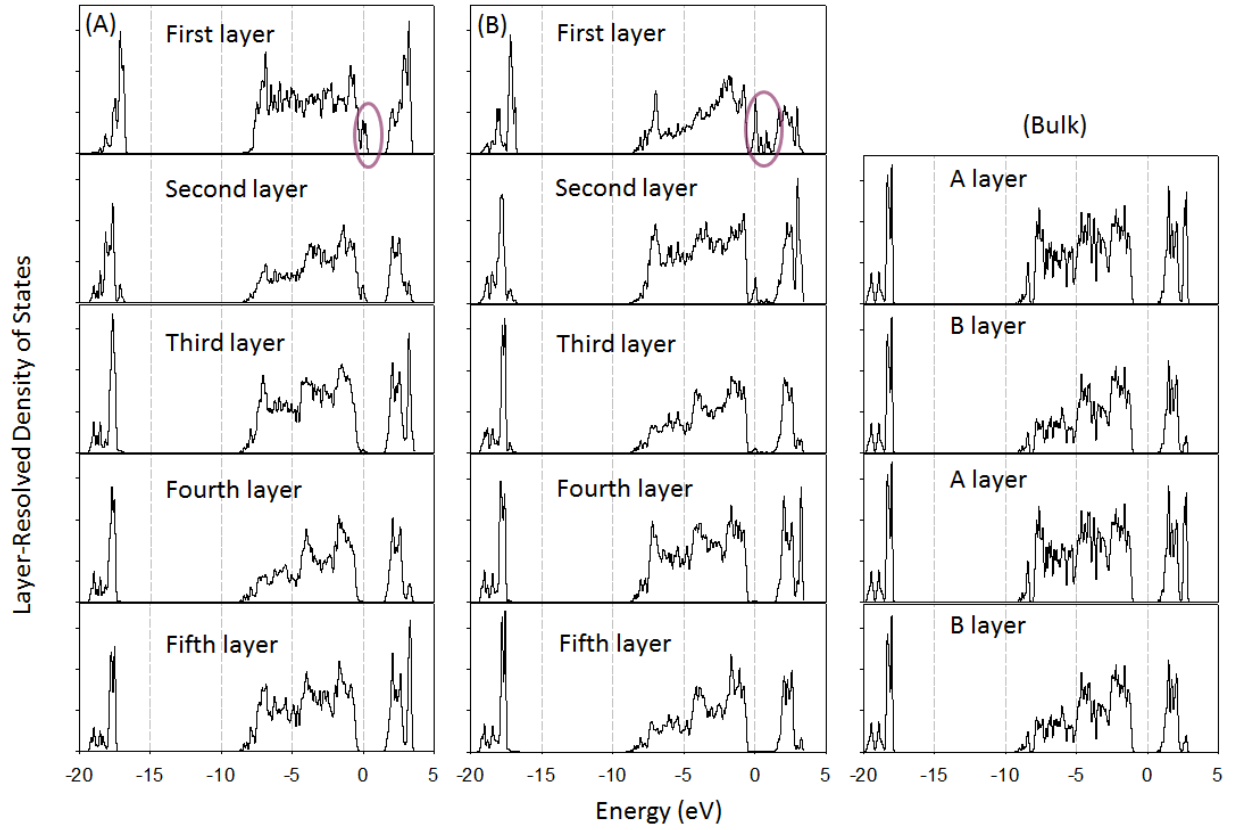 (A)
First layer
Second layer
Third layer
Fourth layer
Fifth layer
(B)
First layer
Second layer
Third layer
Fourth layer
Fifth layer
(Bulk)
A layer
B layer
A layer
B layer
Layer-Resolved Density of States
-20 -15 -10 -5 0 5
-20 -15 -10 -5 0 5
-20 -15 -10 -5 0 5
Energy (eV)